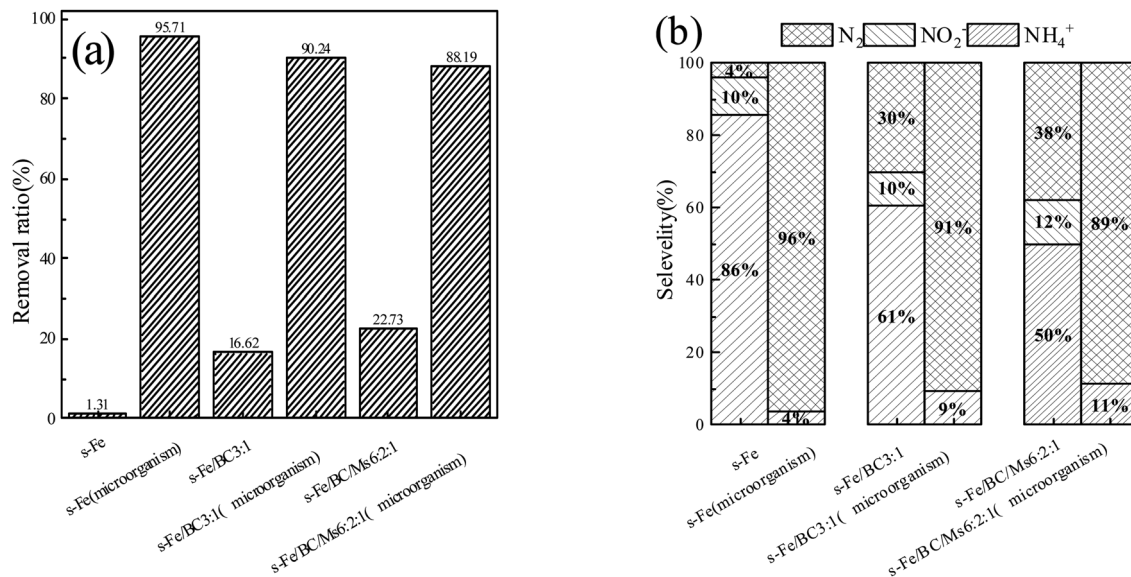 (a)
Removal ratio(%)
100
80
60
40
20
0
1.31
95.71
16.62
90.24
22.73
88.19
s-Fe
s-Fe(microorganism)
s-Fe/BC3:1
s-Fe/BC3:1( microorganism)
s-Fe/BC/Ms6:2:1
s-Fe/BC/Ms6:2:1( microorganism)
(b)
N₂ NO₂⁻ NH₄⁺
Selevelity(%)
100
80
60
40
20
0
4%
10%
86%
96%
4%
30%
10%
61%
91%
9%
38%
12%
50%
89%
11%
s-Fe
s-Fe(microorganism)
s-Fe/BC3:1
s-Fe/BC3:1( microorganism)
s-Fe/BC/Ms6:2:1
s-Fe/BC/Ms6:2:1( microorganism)